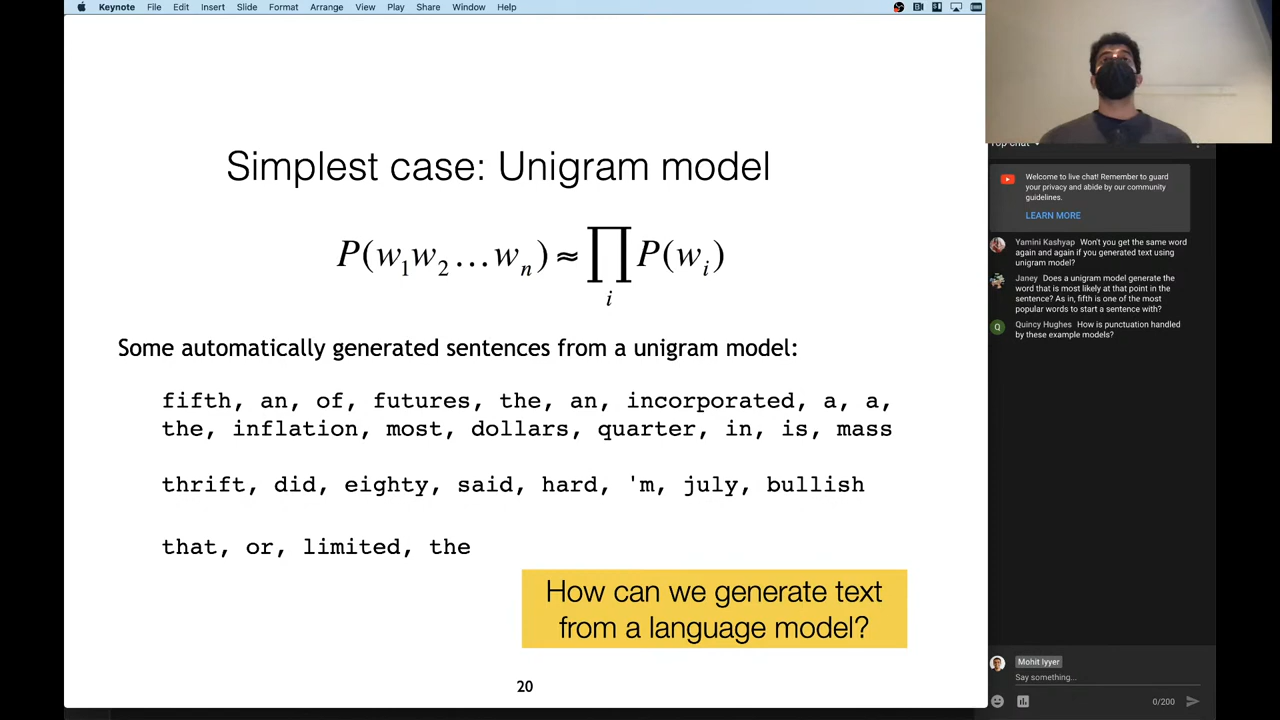 Keynote File Edit Insert Slide Format Arrange View Play Share Window Help
Simplest case: Unigram model
P(w1w2…wn) ≈ ∏ P(wi)
i
Some automatically generated sentences from a unigram model:
fifth, an, of, futures, the, an, incorporated, a, a,
the, inflation, most, dollars, quarter, in, is, mass
thrift, did, eighty, said, hard, 'm, july, bullish
that, or, limited, the
How can we generate text
from a language model?
20
Top chat
Welcome to live chat! Remember to guard
your privacy and abide by our community
guidelines.
LEARN MORE
Yamini Kashyap Won't you get the same word
again and again if you generated text using
unigram model?
Janey Does a unigram model generate the
word that is most likely at that point in the
sentence? As in, fifth is one of the most
popular words to start a sentence with?
Q
Quincy Hughes How is punctuation handled
by these example models?
Mohit Iyyer
Say something...
0/200